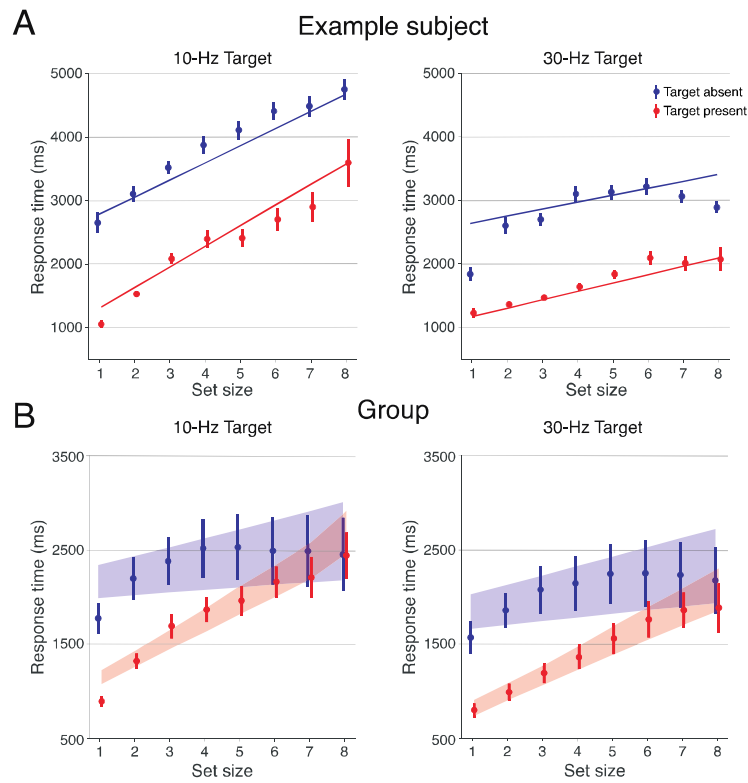 A
Example subject
10-Hz Target
30-Hz Target
Response time (ms)
5000
4000
3000
2000
1000
1 2 3 4 5 6 7 8
Set size
Response time (ms)
5000
4000
3000
2000
1000
Target absent
Target present
1 2 3 4 5 6 7 8
Set size
B
Group
10-Hz Target
30-Hz Target
Response time (ms)
3500
2500
1500
500
1 2 3 4 5 6 7 8
Set size
Response time (ms)
3500
2500
1500
500
1 2 3 4 5 6 7 8
Set size